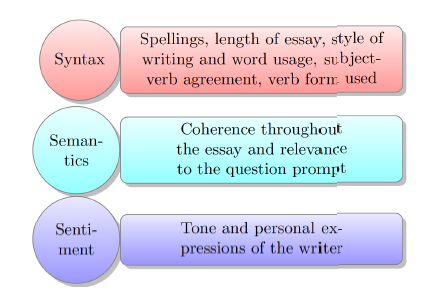 Syntax
Spellings, length of essay, style of
writing and word usage, subject-
verb agreement, verb form used
Seman-
tics
Coherence throughout
the essay and relevance
to the question prompt
Senti-
ment
Tone and personal ex-
pressions of the writer